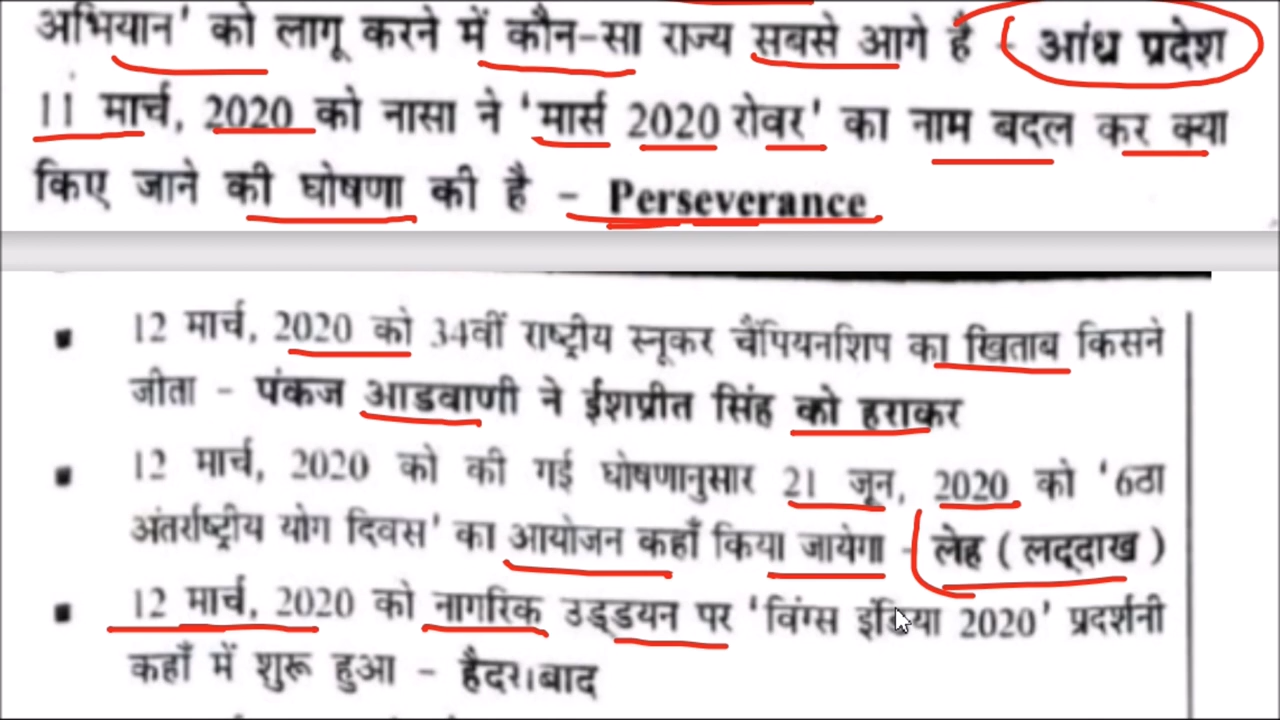 अभियान' को लागू करने में कौन-सा राज्य सबसे आगे है - आंध्र प्रदेश
11 मार्च, 2020 को नासा ने 'मार्स 2020 रोवर' का नाम बदल कर क्या
किए जाने की घोषणा की है - Perseverance
12 मार्च, 2020 को 34वीं राष्ट्रीय स्नूकर चैंपियनशिप का खिताब किसने
जीता - पंकज आडवाणी ने ईशप्रीत सिंह को हराकर
12 मार्च, 2020 को की गई घोषणानुसार 21 जून, 2020 को '6ठा
अंतर्राष्ट्रीय योग दिवस' का आयोजन कहाँ किया जायेगा - लेह (लद्दाख)
12 मार्च, 2020 को नागरिक उड्डयन पर 'विंग्स इंडिया 2020' प्रदर्शनी
कहाँ में शुरू हुआ - हैदराबाद